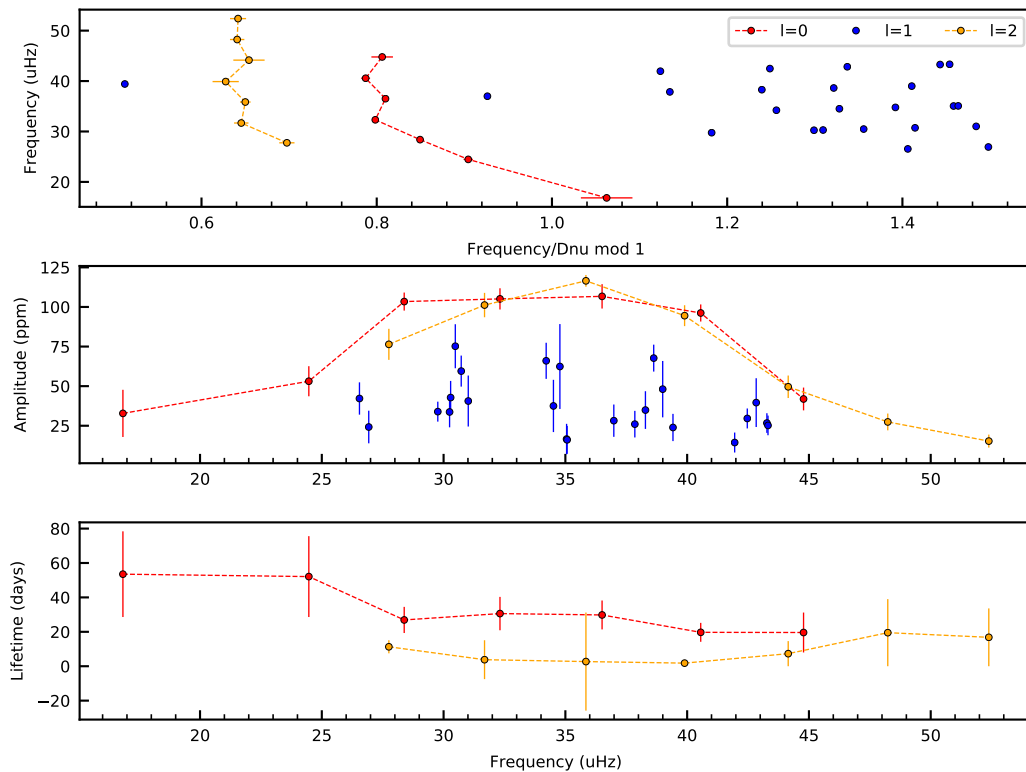 l=0 l=1 l=2
50
40
30
20
Frequency (uHz)
0.6 0.8 1.0 1.2 1.4
Frequency/Dnu mod 1
125
100
75
50
25
Amplitude (ppm)
20 25 30 35 40 45 50
80
60
40
20
0
−20
Lifetime (days)
20 25 30 35 40 45 50
Frequency (uHz)